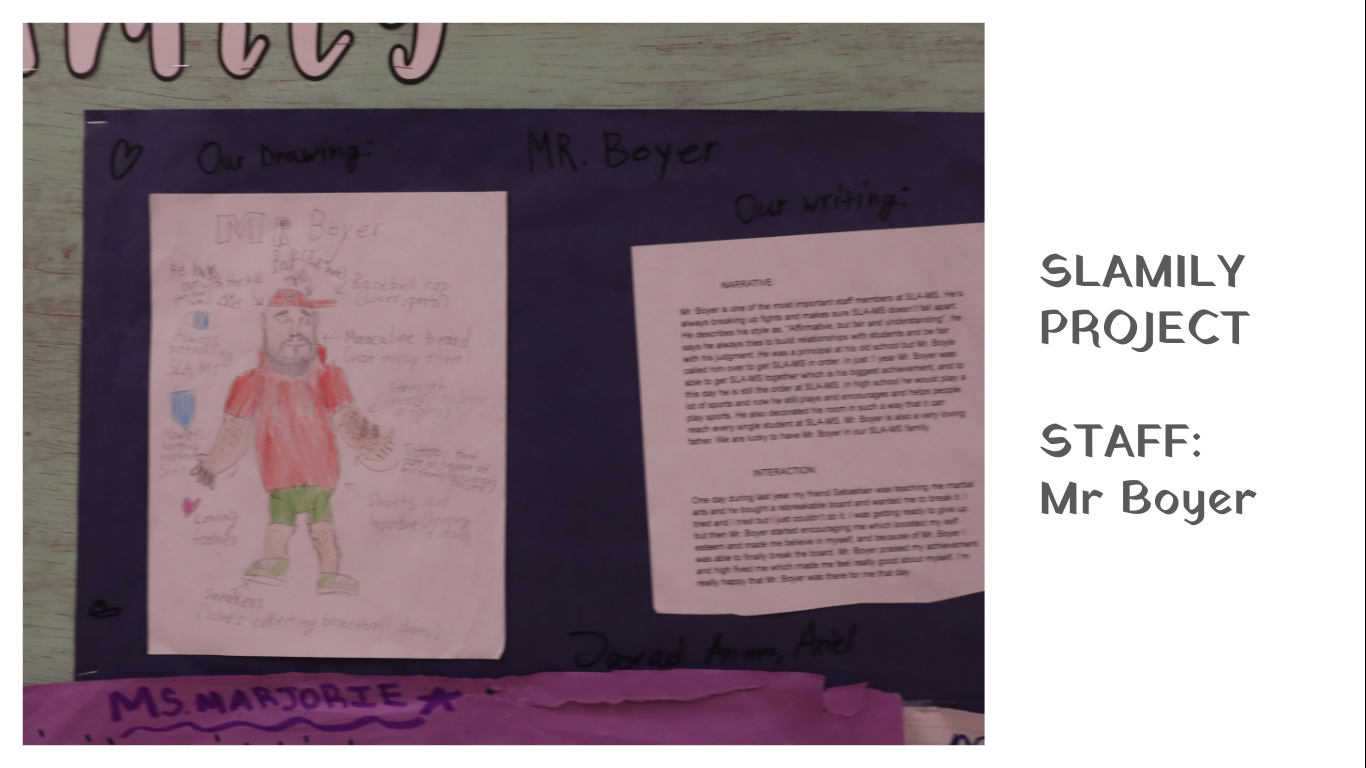 mily
Our Drawing:
MR. Boyer
Our writing:
Mr Boyer
Baseball cap
(Loves sports)
Masculine beard
(not messy either)
SLA-MS
Loving
father
Shorts and
hoodie
Sneakers
(loves collecting basketball shoes)
NARRATIVE:
Mr. Boyer is one of the most important staff members at SLA-MS. He's
always breaking up fights and makes sure SLA-MS doesn't fall apart.
He describes his style as, "Affirmative, but fair and understanding", he
says he always tries to build relationships with students and be fair
with his judgment. He was a principal at his old school but Mr. Boyle
called him over to get SLA-MS in order. In just 1 year Mr. Boyer was
able to get SLA-MS together which is his biggest achievement, and to
this day he is still the order at SLA-MS. In high school he would play a
lot of sports and now he still plays and encourages and helps people
play sports. He also decorated his room in such a way that it can
reach every single student at SLA-MS. Mr. Boyer is also a very loving
father. We are lucky to have Mr. Boyer in our SLA-MS family.
INTERACTION:
One day during last year my friend Sebastian was teaching me martial
arts and he bought a rebreakable board and wanted me to break it. I
tried and I tried but I just couldn't do it. I was getting ready to give up
but then Mr. Boyer started encouraging me which boosted my self
esteem and made me believe in myself, and because of Mr. Boyer I
was able to finally break the board. Mr. Boyer praised my achievement
and high fived me which made me feel really good about myself. I'm
really happy that Mr. Boyer was there for me that day.
Ariel
MS. MARJORIE
SLAMILY
PROJECT
STAFF:
Mr Boyer